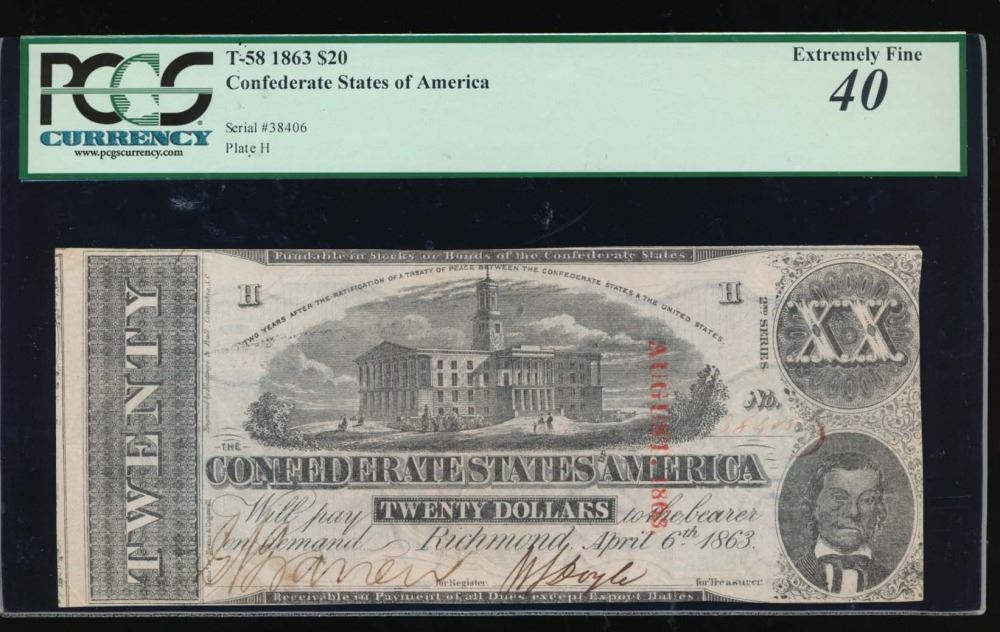 PCGS
CURRENCY
www.pcgscurrency.com
T-58 1863 $20
Confederate States of America
Serial #38406
Plate H
Extremely Fine
40
Fundable in Stocks or Bonds of the Confederate States
TWO YEARS AFTER THE RATIFICATION OF A TREATY OF PEACE BETWEEN THE CONFEDERATE STATES & THE UNITED STATES.
H
H
2ND SERIES
XX
TWENTY
AUGUST, 1863
No.
THE
CONFEDERATE STATES OF AMERICA
Will pay TWENTY DOLLARS to the bearer
on demand Richmond, April 6th 1863.
for Register.
for Treasurer
Receivable in Payment of all Dues except Export Duties